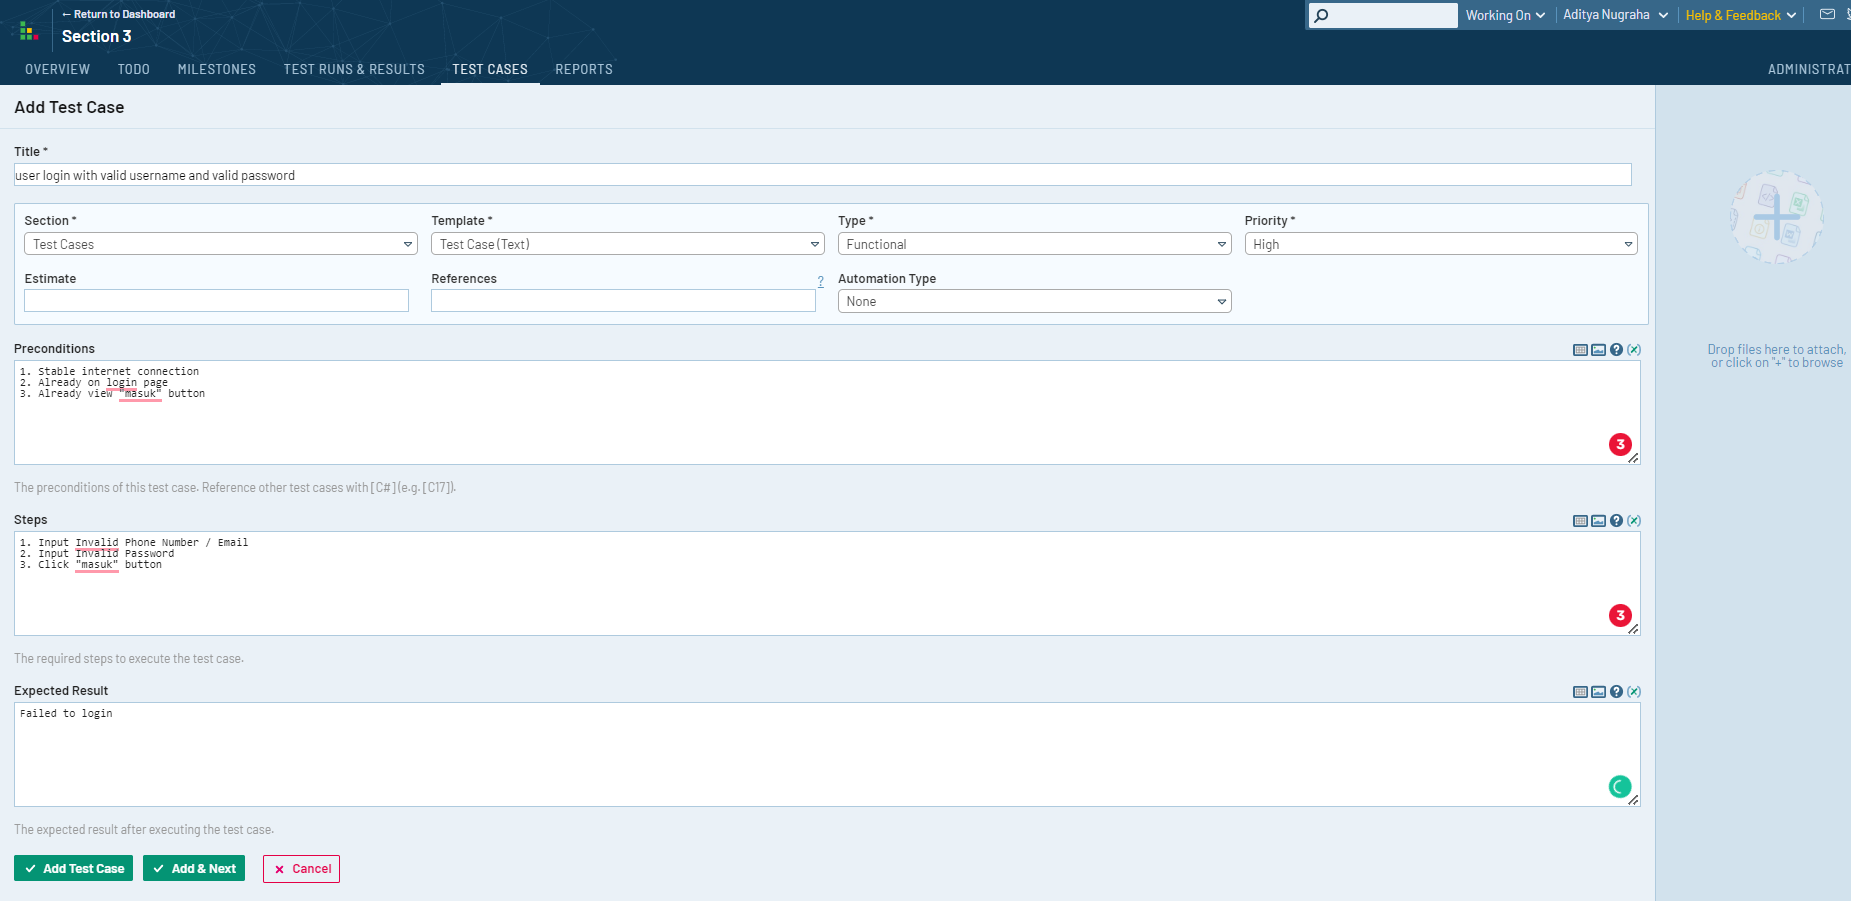 ← Return to Dashboard
Section 3
Working On
Aditya Nugraha
Help & Feedback
OVERVIEW
TODO
MILESTONES
TEST RUNS & RESULTS
TEST CASES
REPORTS
ADMINISTRAT
Add Test Case
Title *
user login with valid username and valid password
Section *
Template *
Type *
Priority *
Test Cases
Test Case (Text)
Functional
High
Estimate
References
?
Automation Type
None
Preconditions
1. Stable internet connection
2. Already on login page
3. Already view "masuk" button
3
The preconditions of this test case. Reference other test cases with [C#] (e.g. [C17]).
Steps
1. Input Invalid Phone Number / Email
2. Input Invalid Password
3. Click "masuk" button
3
The required steps to execute the test case.
Expected Result
Failed to login
The expected result after executing the test case.
Add Test Case
Add & Next
Cancel
Drop files here to attach,
or click on "+" to browse